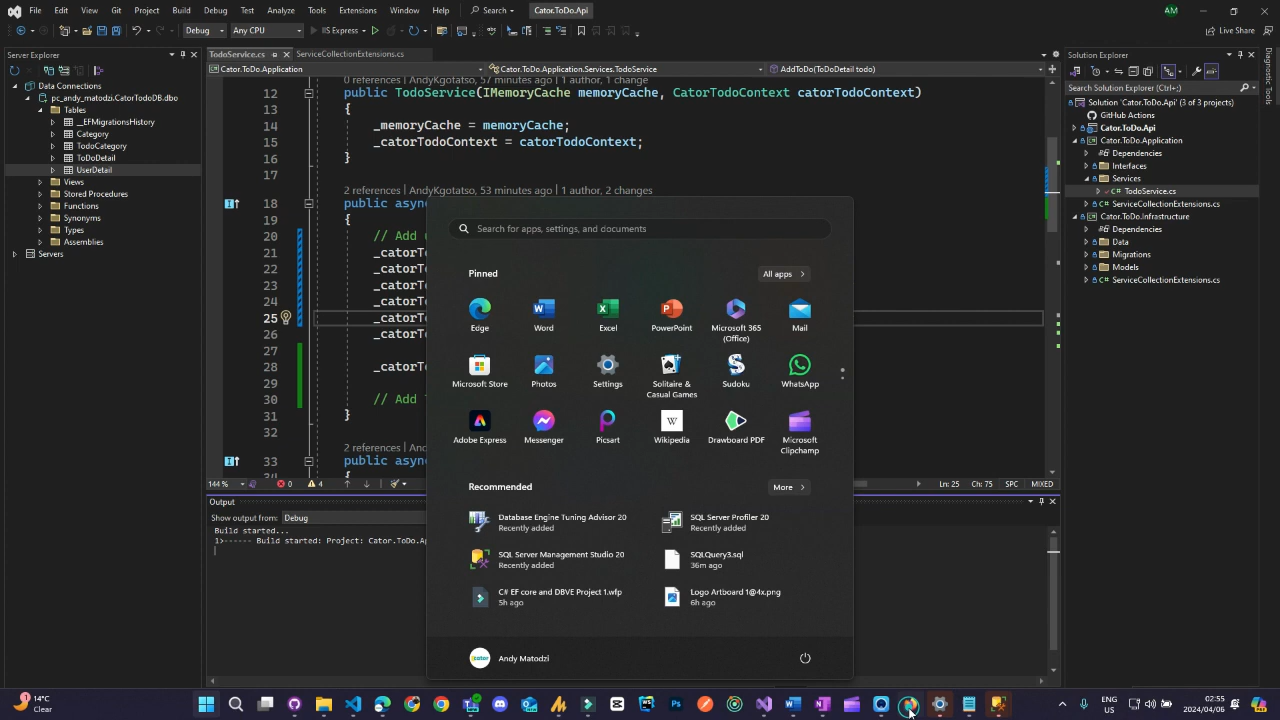 File Edit View Git Project Build Debug Test Analyze Tools Extensions Window Help Search Cator.ToDo.Api AM
Debug Any CPU IIS Express Live Share
Server Explorer
Data Connections
pc_andy_matodzi.CatorTodoDB.dbo
Tables
__EFMigrationsHistory
Category
TodoCategory
ToDoDetail
UserDetail
Views
Stored Procedures
Functions
Synonyms
Types
Assemblies
Servers
TodoService.cs ServiceCollectionExtensions.cs
Cator.ToDo.Application Cator.ToDo.Application.Services.TodoService AddToDo(ToDoDetail todo)
0 references | AndyKgotatso, 57 minutes ago | 1 author, 1 change
12 public TodoService(IMemoryCache memoryCache, CatorTodoContext catorTodoContext)
13 {
14 _memoryCache = memoryCache;
15 _catorTodoContext = catorTodoContext;
16 }
17
2 references | AndyKgotatso, 53 minutes ago | 1 author, 2 changes
18 public asyn
19 {
20 // Add
21 _catorT
22 _catorT
23 _catorT
24 _catorT
25 _catorT
26 _catorT
27
28 _catorT
29
30 // Add
31 }
32
2 references | Andy
33 public asyn
34
144 % 0 4 Ln: 25 Ch: 75 SPC MIXED
Output
Show output from: Debug
Build started...
1>------ Build started: Project: Cator.ToDo.Ap
Solution Explorer
Search Solution Explorer (Ctrl+;)
Solution 'Cator.ToDo.Api' (3 of 3 projects)
GitHub Actions
Cator.ToDo.Api
Cator.ToDo.Application
Dependencies
Interfaces
Services
TodoService.cs
ServiceCollectionExtensions.cs
Cator.ToDo.Infrastructure
Dependencies
Data
Migrations
Models
ServiceCollectionExtensions.cs
Diagnostic Tools
Search for apps, settings, and documents
Pinned All apps
Edge Word Excel PowerPoint Microsoft 365 (Office) Mail
Microsoft Store Photos Settings Solitaire & Casual Games Sudoku WhatsApp
Adobe Express Messenger Picsart Wikipedia Drawboard PDF Microsoft Clipchamp
Recommended More
Database Engine Tuning Advisor 20
Recently added
SQL Server Profiler 20
Recently added
SQL Server Management Studio 20
Recently added
SQLQuery3.sql
36m ago
C# EF core and DBVE Project 1.wfp
5h ago
Logo Artboard 1@4x.png
6h ago
Andy Matodzi
14°C
Clear
ENG
US
02:55
2024/04/06